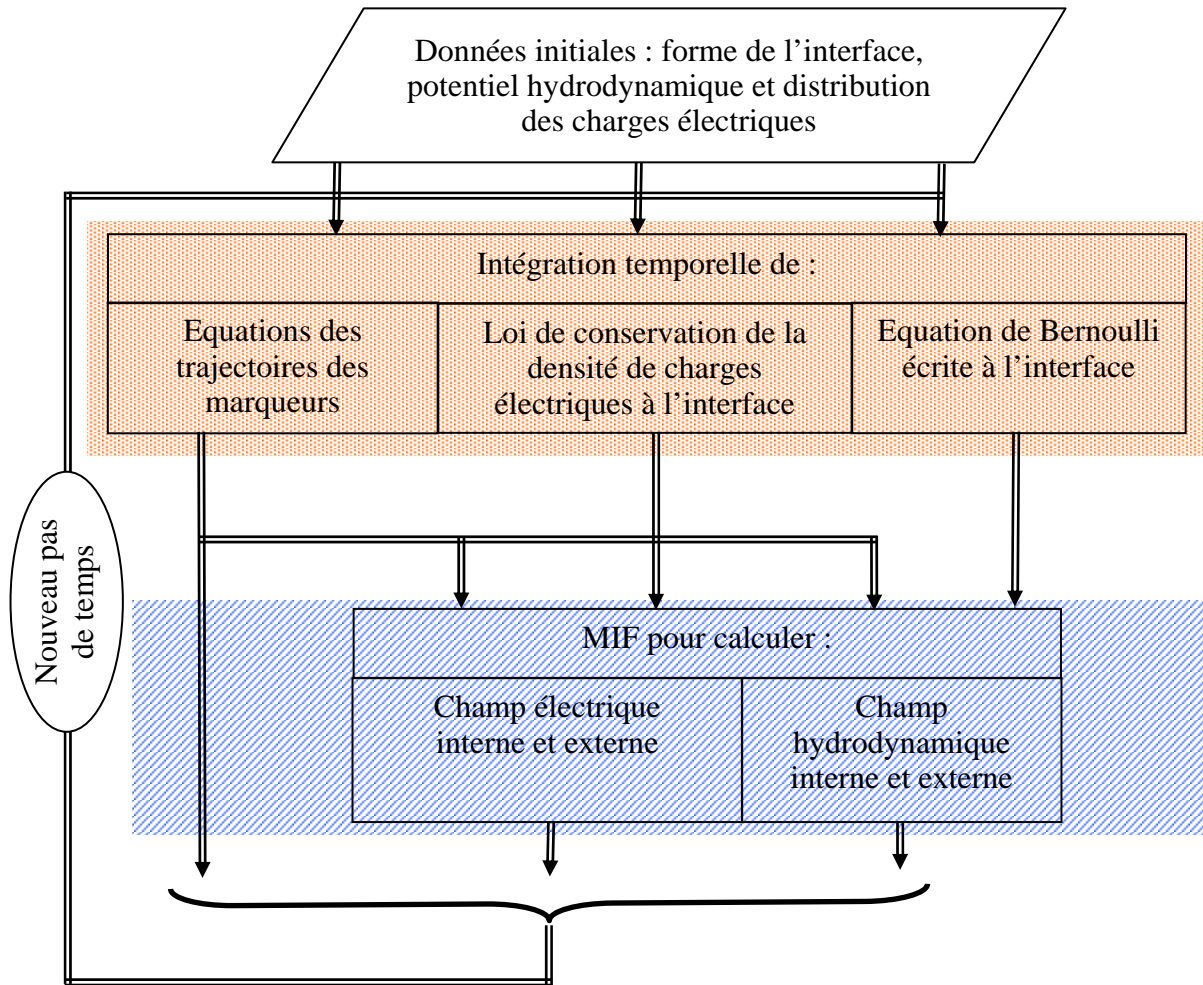 Données initiales : forme de l’interface,
potentiel hydrodynamique et distribution
des charges électriques
Intégration temporelle de :
Equations des
trajectoires des
marqueurs
Loi de conservation de la
densité de charges
électriques à l’interface
Equation de Bernoulli
écrite à l’interface
Nouveau pas
de temps
MIF pour calculer :
Champ électrique
interne et externe
Champ
hydrodynamique
interne et externe